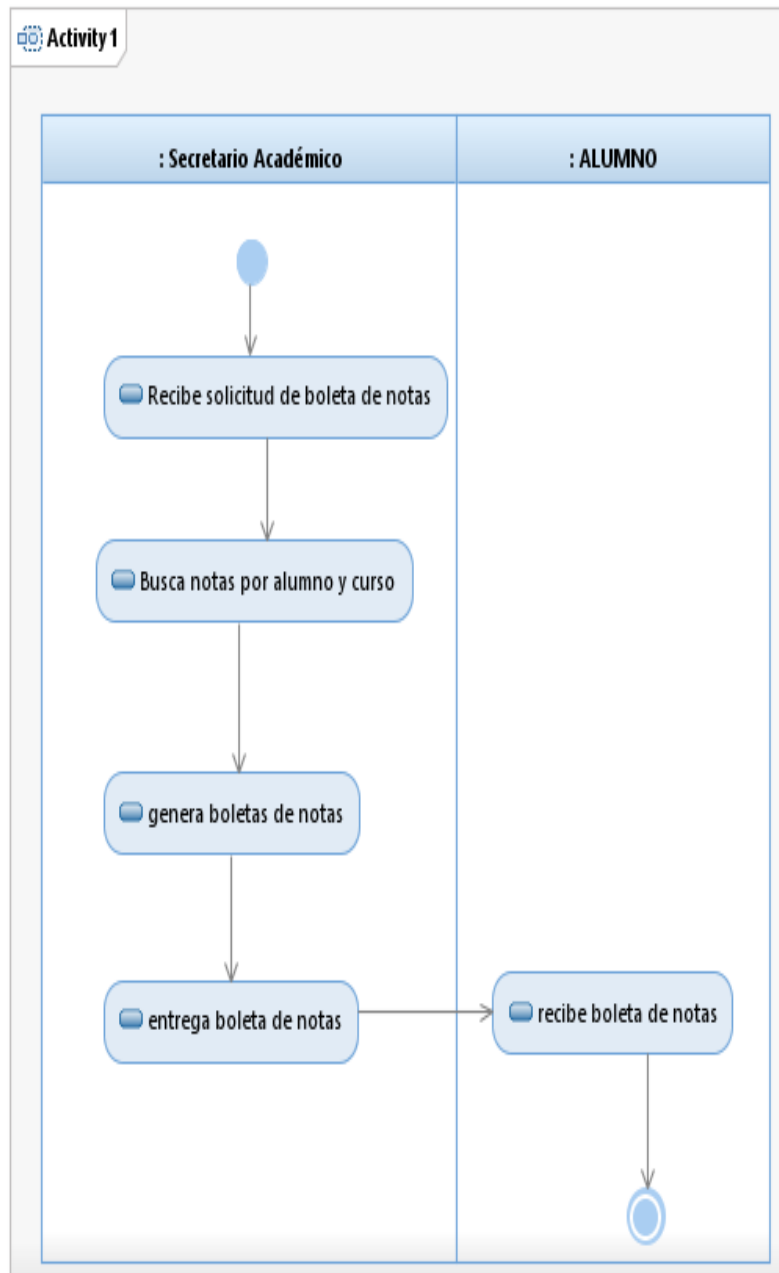 Activity 1
: Secretario Académico
: ALUMNO
Recibe solicitud de boleta de notas
Busca notas por alumno y curso
genera boletas de notas
entrega boleta de notas
recibe boleta de notas